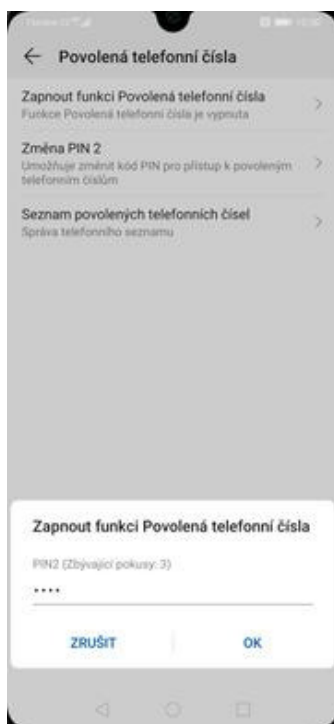 Povolená telefonní čísla
Zapnout funkci Povolená telefonní čísla
Funkce Povolená telefonní čísla je vypnuta
Změna PIN 2
Umožňuje změnit kód PIN pro přístup k povoleným
telefonním číslům
Seznam povolených telefonních čísel
Správa telefonního seznamu
Zapnout funkci Povolená telefonní čísla
PIN2 (Zbývající pokusy: 3)
••••
ZRUŠIT OK